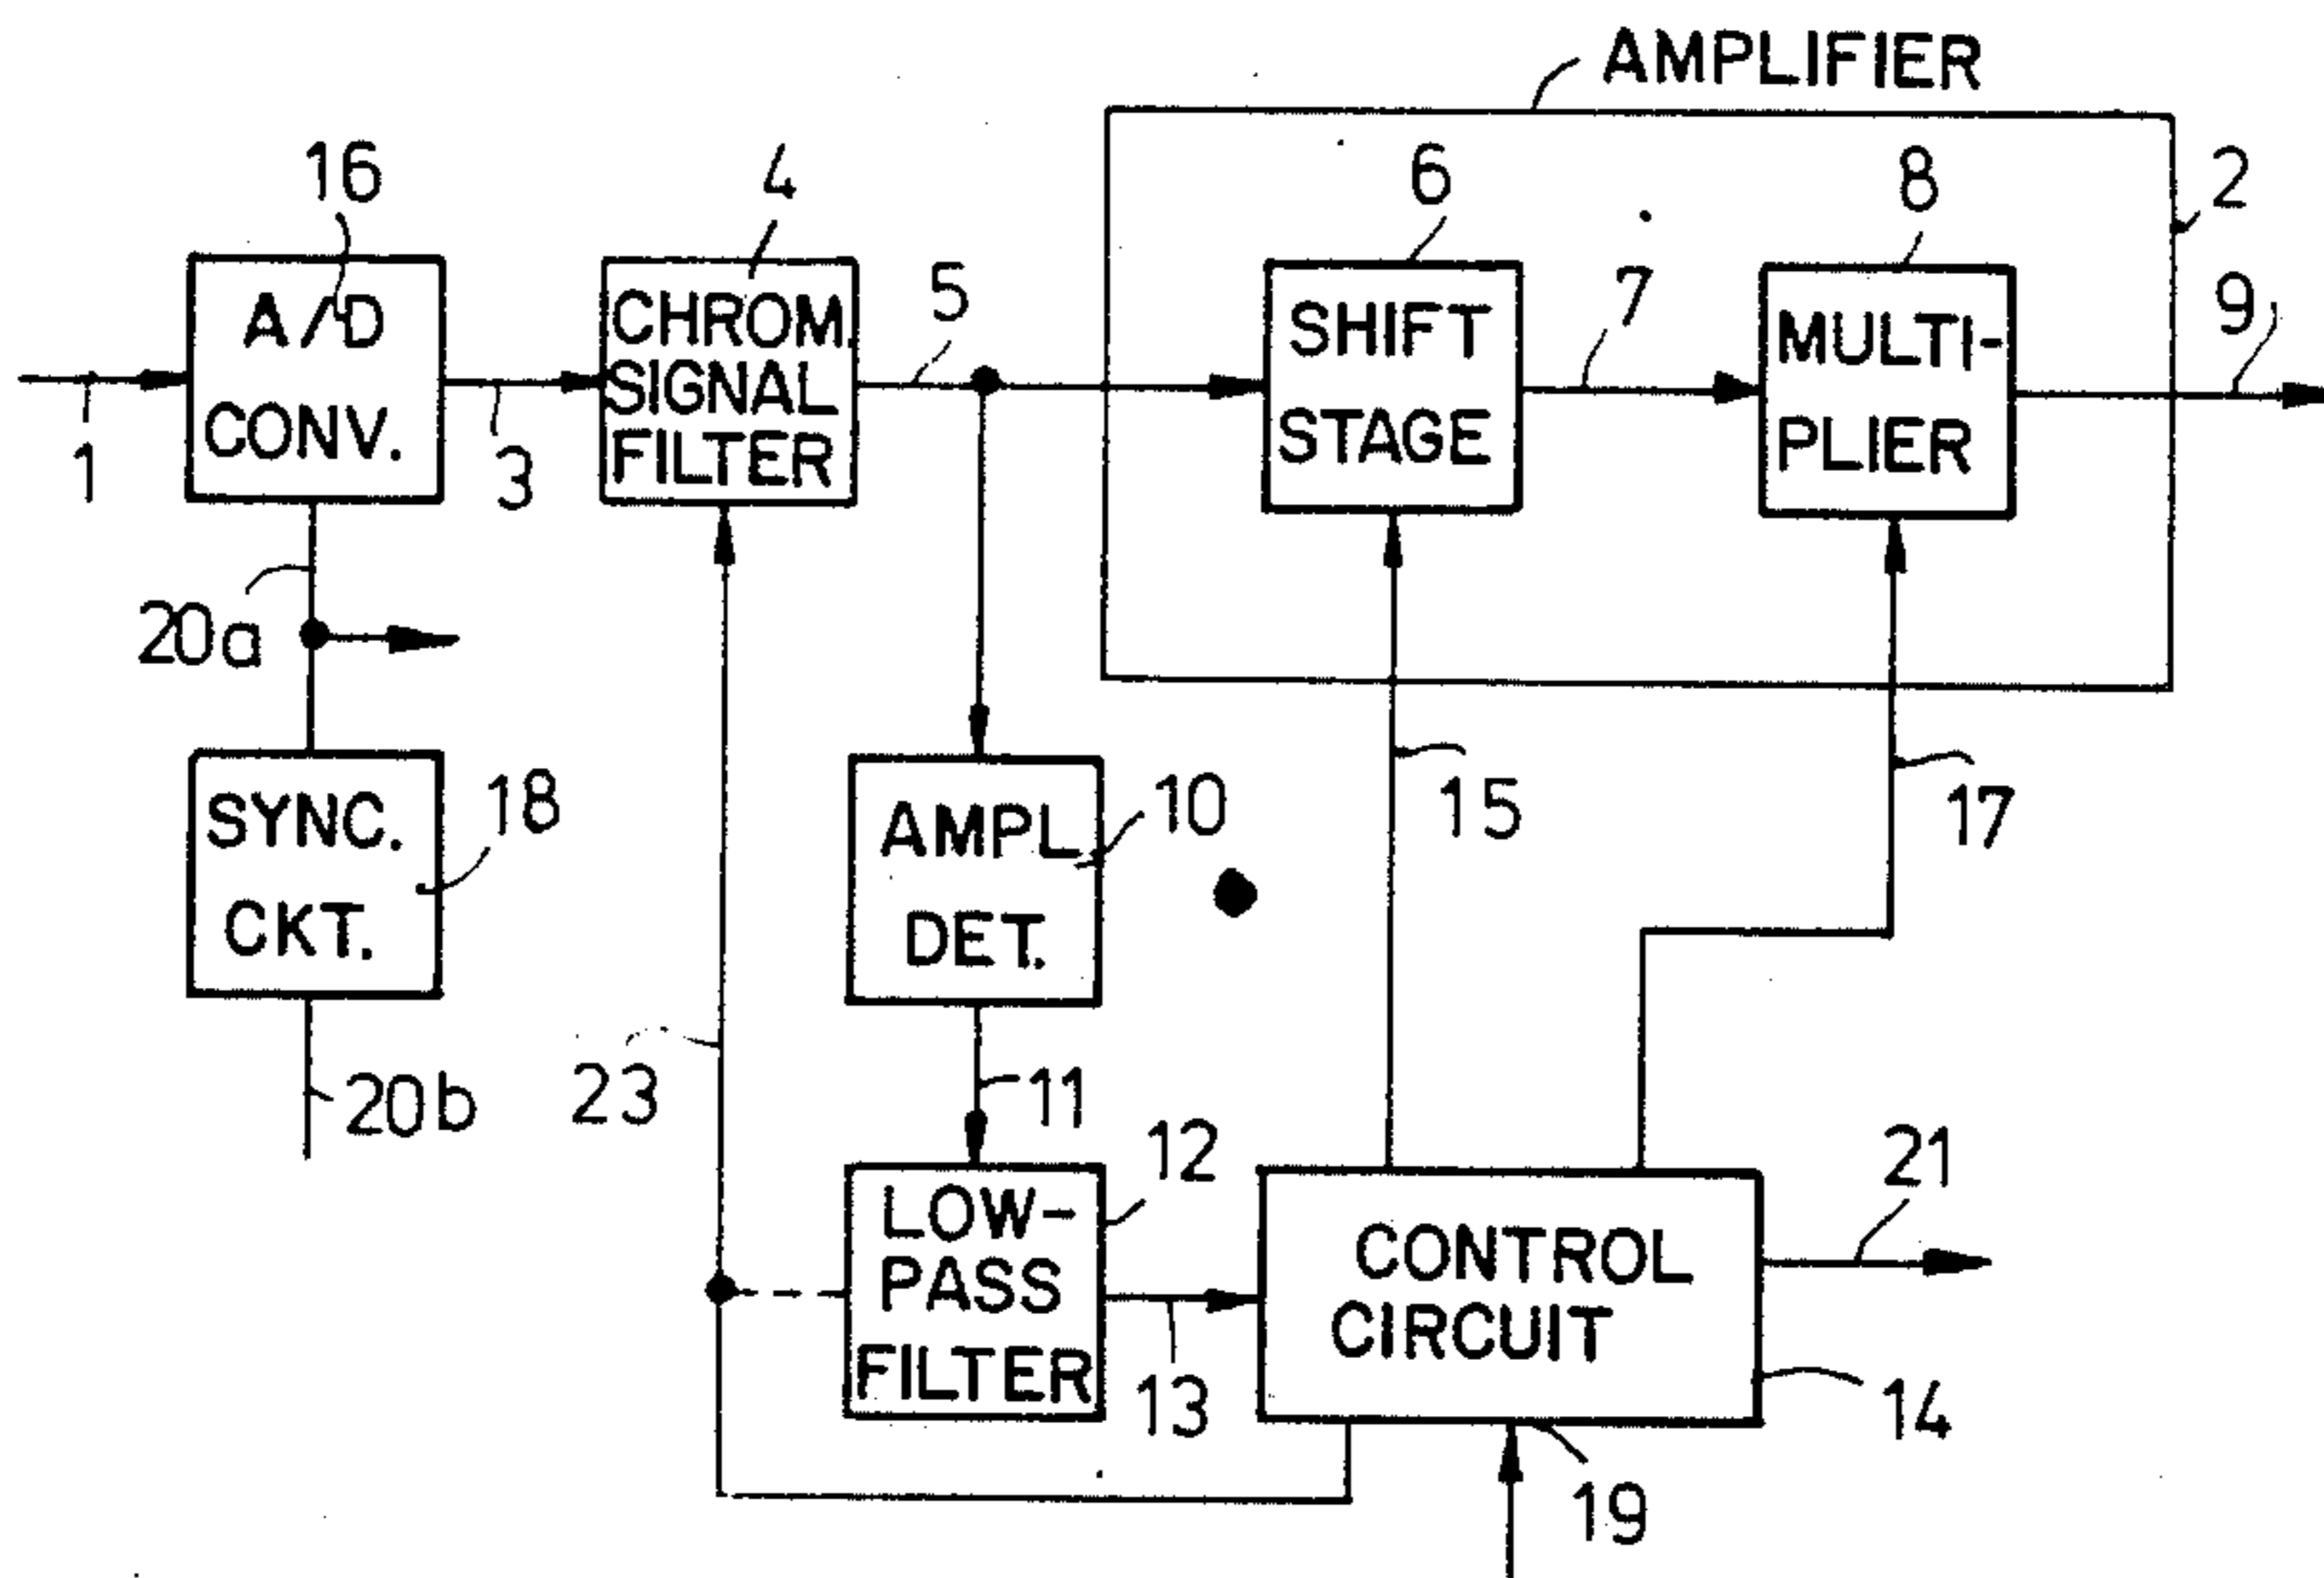 AMPLIFIER
16
4
6
8
2
A/D
CONV.
CHROM.
SIGNAL
FILTER
5
SHIFT
STAGE
7
MULTI-
PLIER
9
1
3
20a
SYNC.
CKT.
18
AMPL
DET.
10
15
17
20b
23
11
12
LOW-
PASS
FILTER
13
CONTROL
CIRCUIT
21
14
19